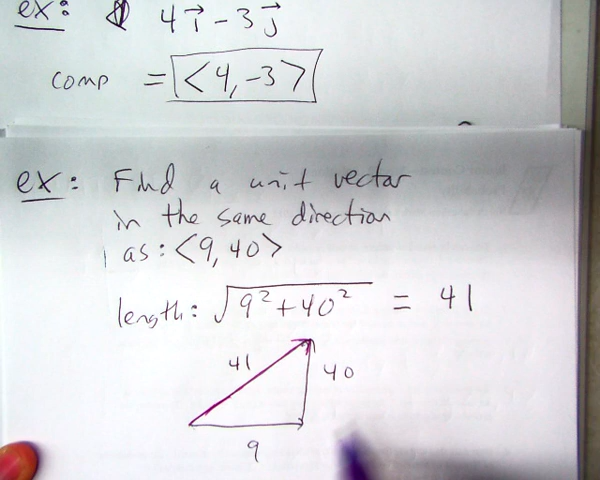 ex: 4i⃗ - 3j⃗
comp = <4, -3>
ex: Find a unit vector
in the same direction
as: <9, 40>
length: √9² + 40² = 41
41
40
9